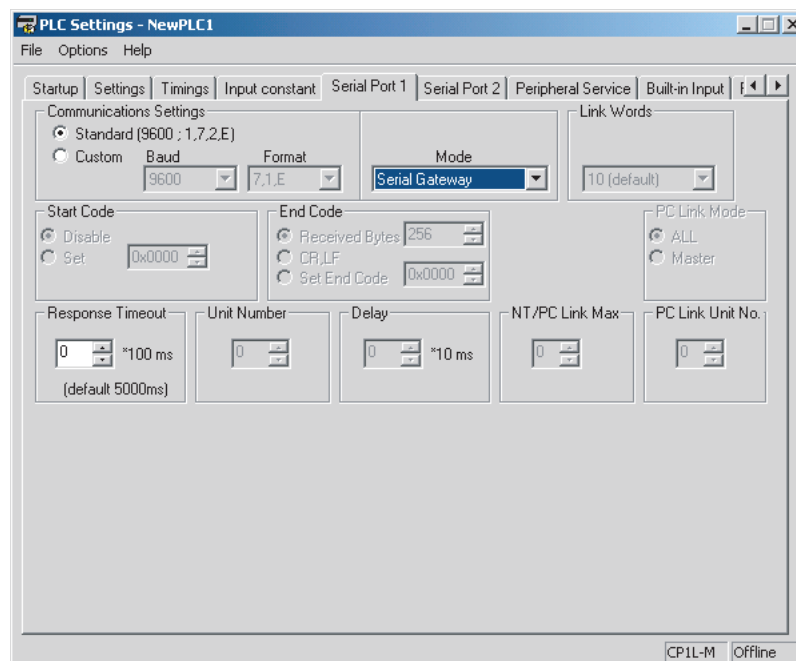 PLC Settings - NewPLC1
File Options Help
Startup Settings Timings Input constant Serial Port 1 Serial Port 2 Peripheral Service Built-in Input
Communications Settings
Standard (9600 ; 1,7,2,E)
Custom Baud Format Mode
9600 7,1,E Serial Gateway
Link Words
10 (default)
Start Code
Disable
Set 0x0000
End Code
Received Bytes 256
CR,LF
Set End Code 0x0000
PC Link Mode
ALL
Master
Response Timeout
0 *100 ms
(default 5000ms)
Unit Number
0
Delay
0 *10 ms
NT/PC Link Max
0
PC Link Unit No.
0
CP1L-M Offline